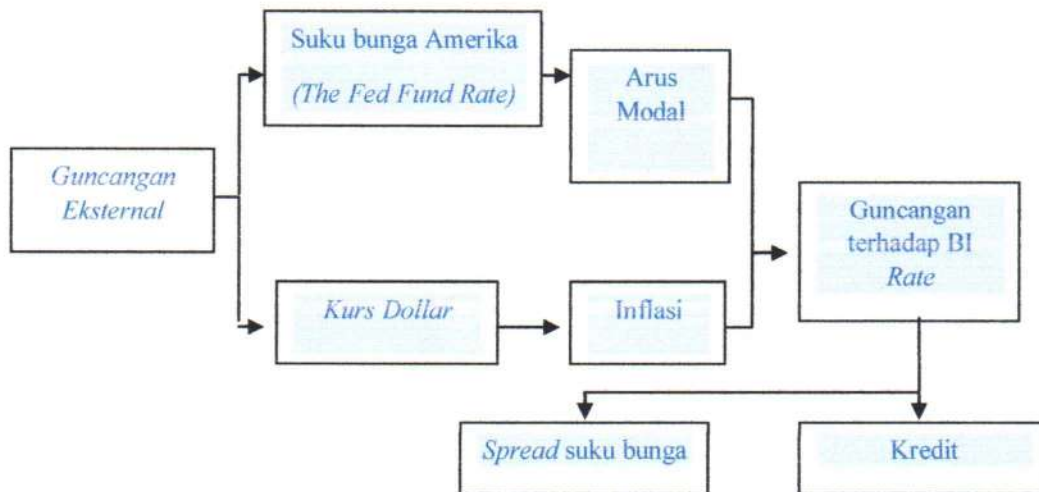 Suku bunga Amerika
(The Fed Fund Rate)
Arus
Modal
Guncangan
Eksternal
Guncangan
terhadap BI
Rate
Kurs Dollar
Inflasi
Spread suku bunga
Kredit